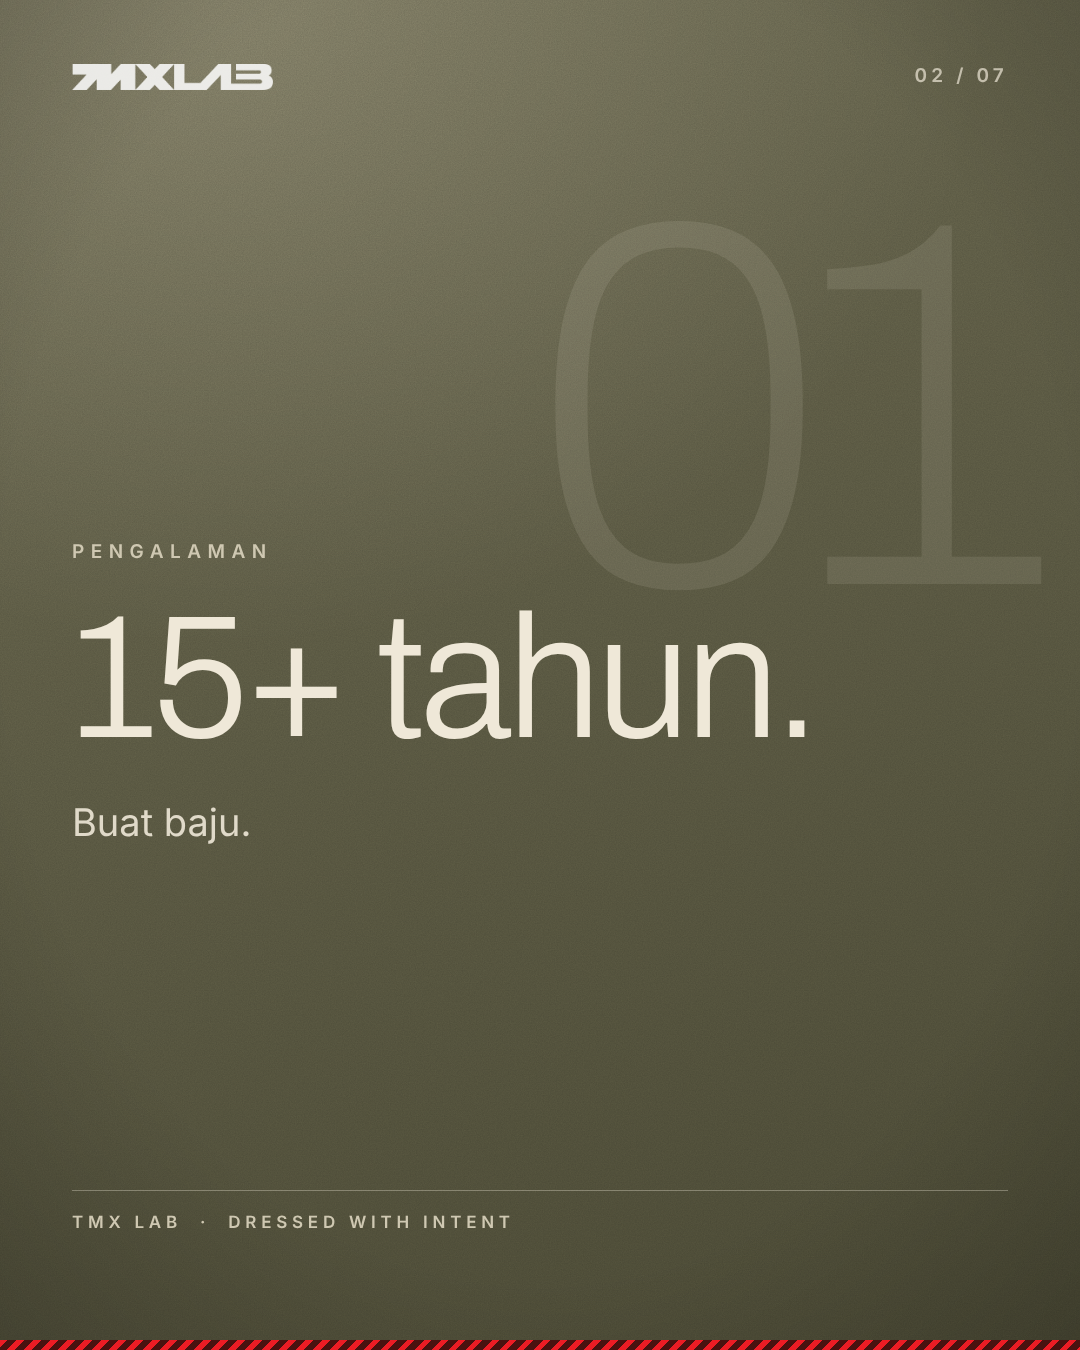 TMXLAB
02 / 07
01
PENGALAMAN
15+ tahun.
Buat baju.
TMX LAB · DRESSED WITH INTENT